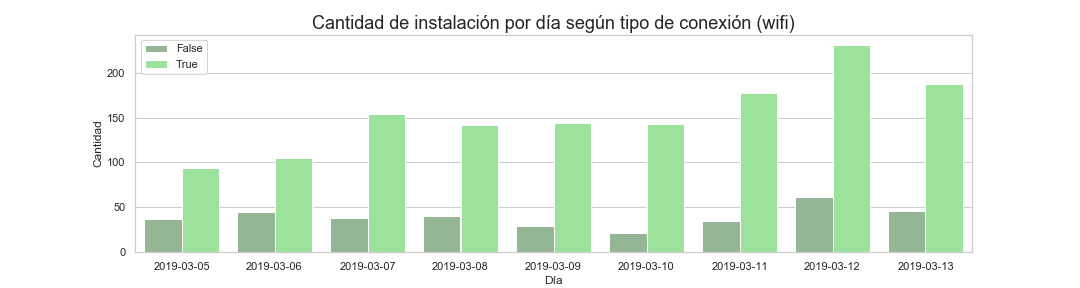 Cantidad de instalación por día según tipo de conexión (wifi)
False
True
Cantidad
200
150
100
50
0
2019-03-05 2019-03-06 2019-03-07 2019-03-08 2019-03-09 2019-03-10 2019-03-11 2019-03-12 2019-03-13
Día